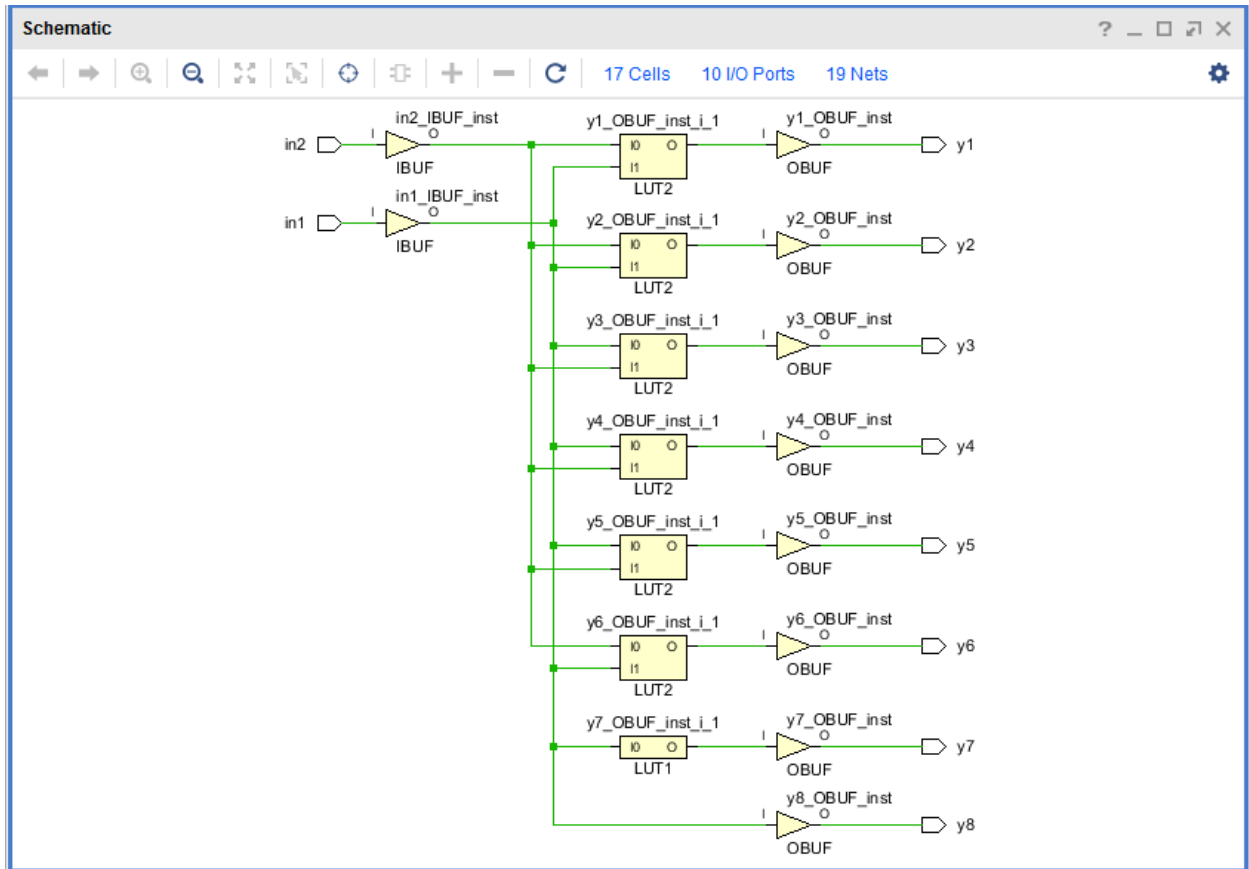 Schematic
17 Cells 10 I/O Ports 19 Nets
in2_IBUF_inst y1_OBUF_inst_i_1 y1_OBUF_inst
in2 I O I0 O I O y1
IBUF I1 OBUF
LUT2
in1_IBUF_inst
in1 I O
IBUF
y2_OBUF_inst_i_1 y2_OBUF_inst
I0 O I O y2
I1 OBUF
LUT2
y3_OBUF_inst_i_1 y3_OBUF_inst
I0 O I O y3
I1 OBUF
LUT2
y4_OBUF_inst_i_1 y4_OBUF_inst
I0 O I O y4
I1 OBUF
LUT2
y5_OBUF_inst_i_1 y5_OBUF_inst
I0 O I O y5
I1 OBUF
LUT2
y6_OBUF_inst_i_1 y6_OBUF_inst
I0 O I O y6
I1 OBUF
LUT2
y7_OBUF_inst_i_1 y7_OBUF_inst
I0 O I O y7
LUT1 OBUF
y8_OBUF_inst
I O y8
OBUF